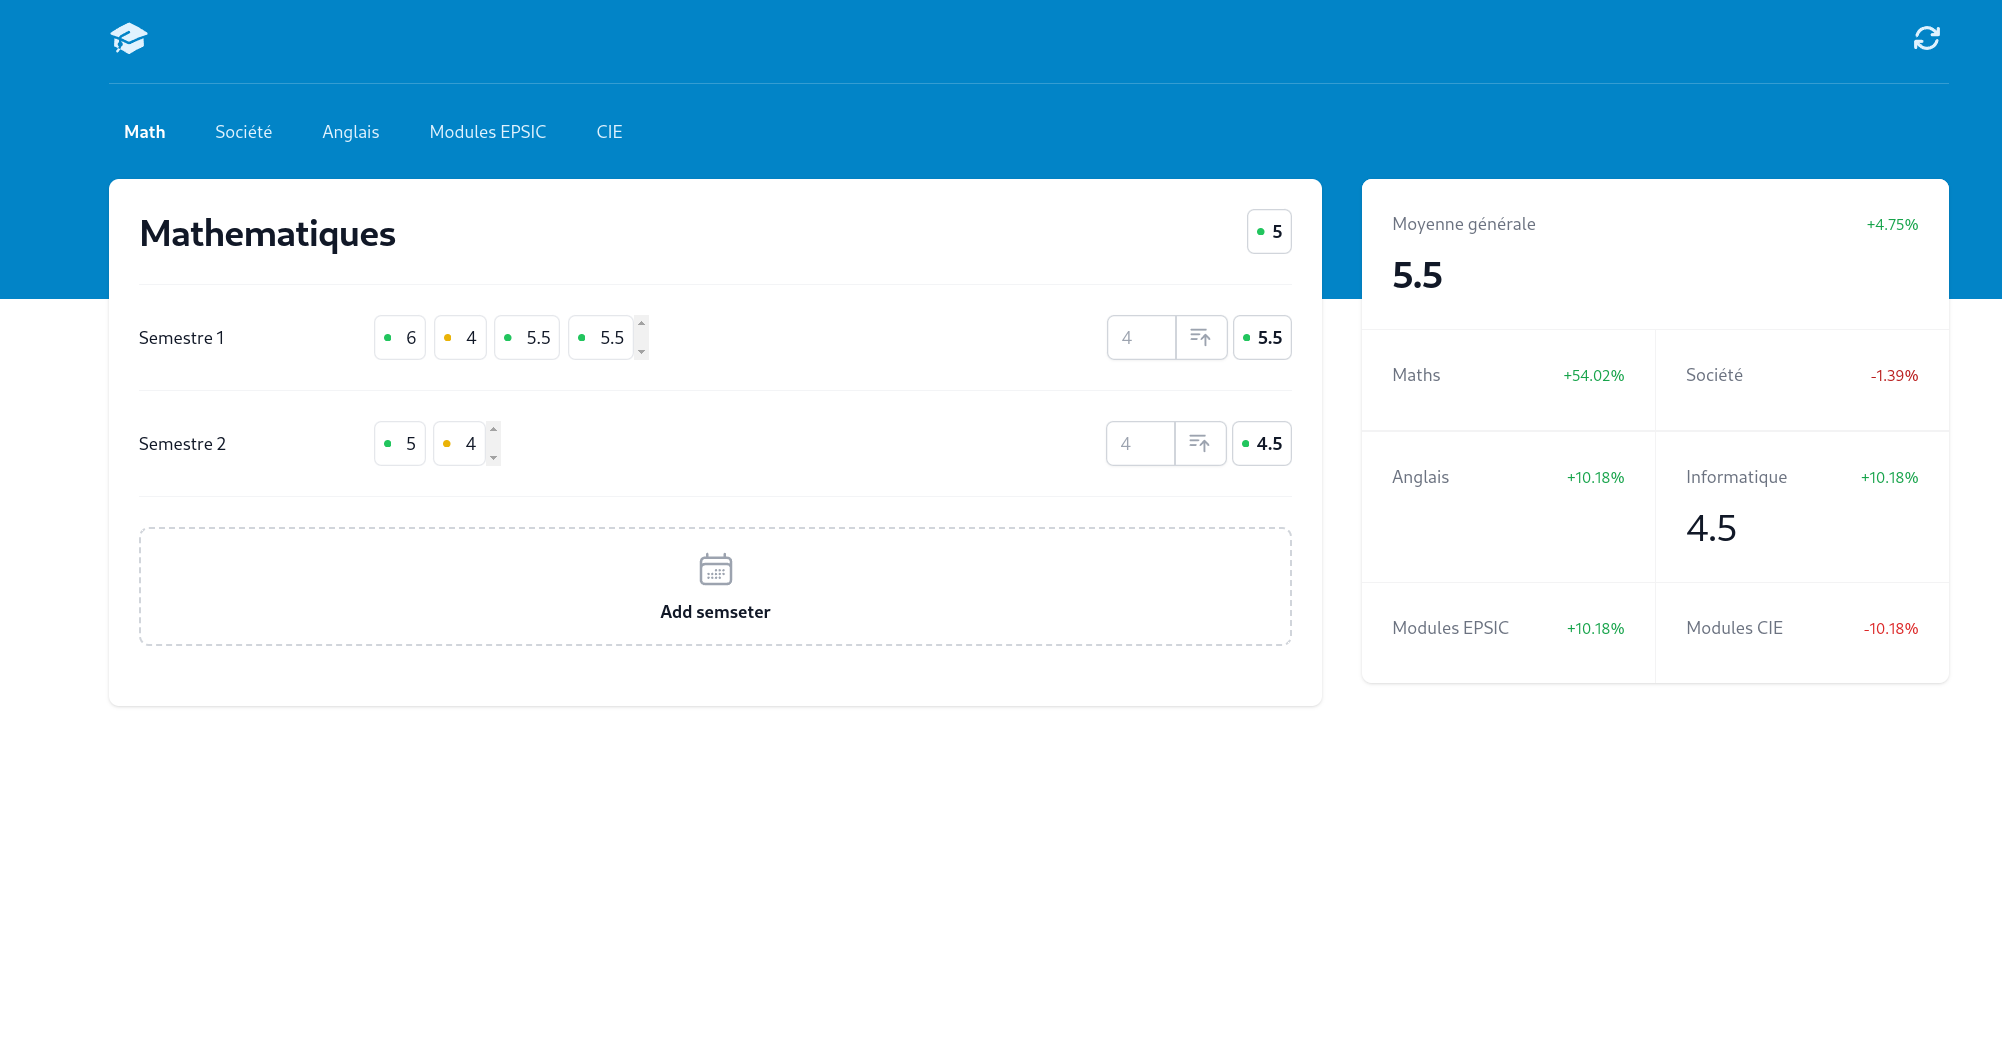 Math Société Anglais Modules EPSIC CIE
Mathematiques 5
Semestre 1 6 4 5.5 5.5 4 5.5
Semestre 2 5 4 4 4.5
Add semseter
Moyenne générale +4.75%
5.5
Maths +54.02% Société -1.39%
Anglais +10.18% Informatique +10.18%
4.5
Modules EPSIC +10.18% Modules CIE -10.18%